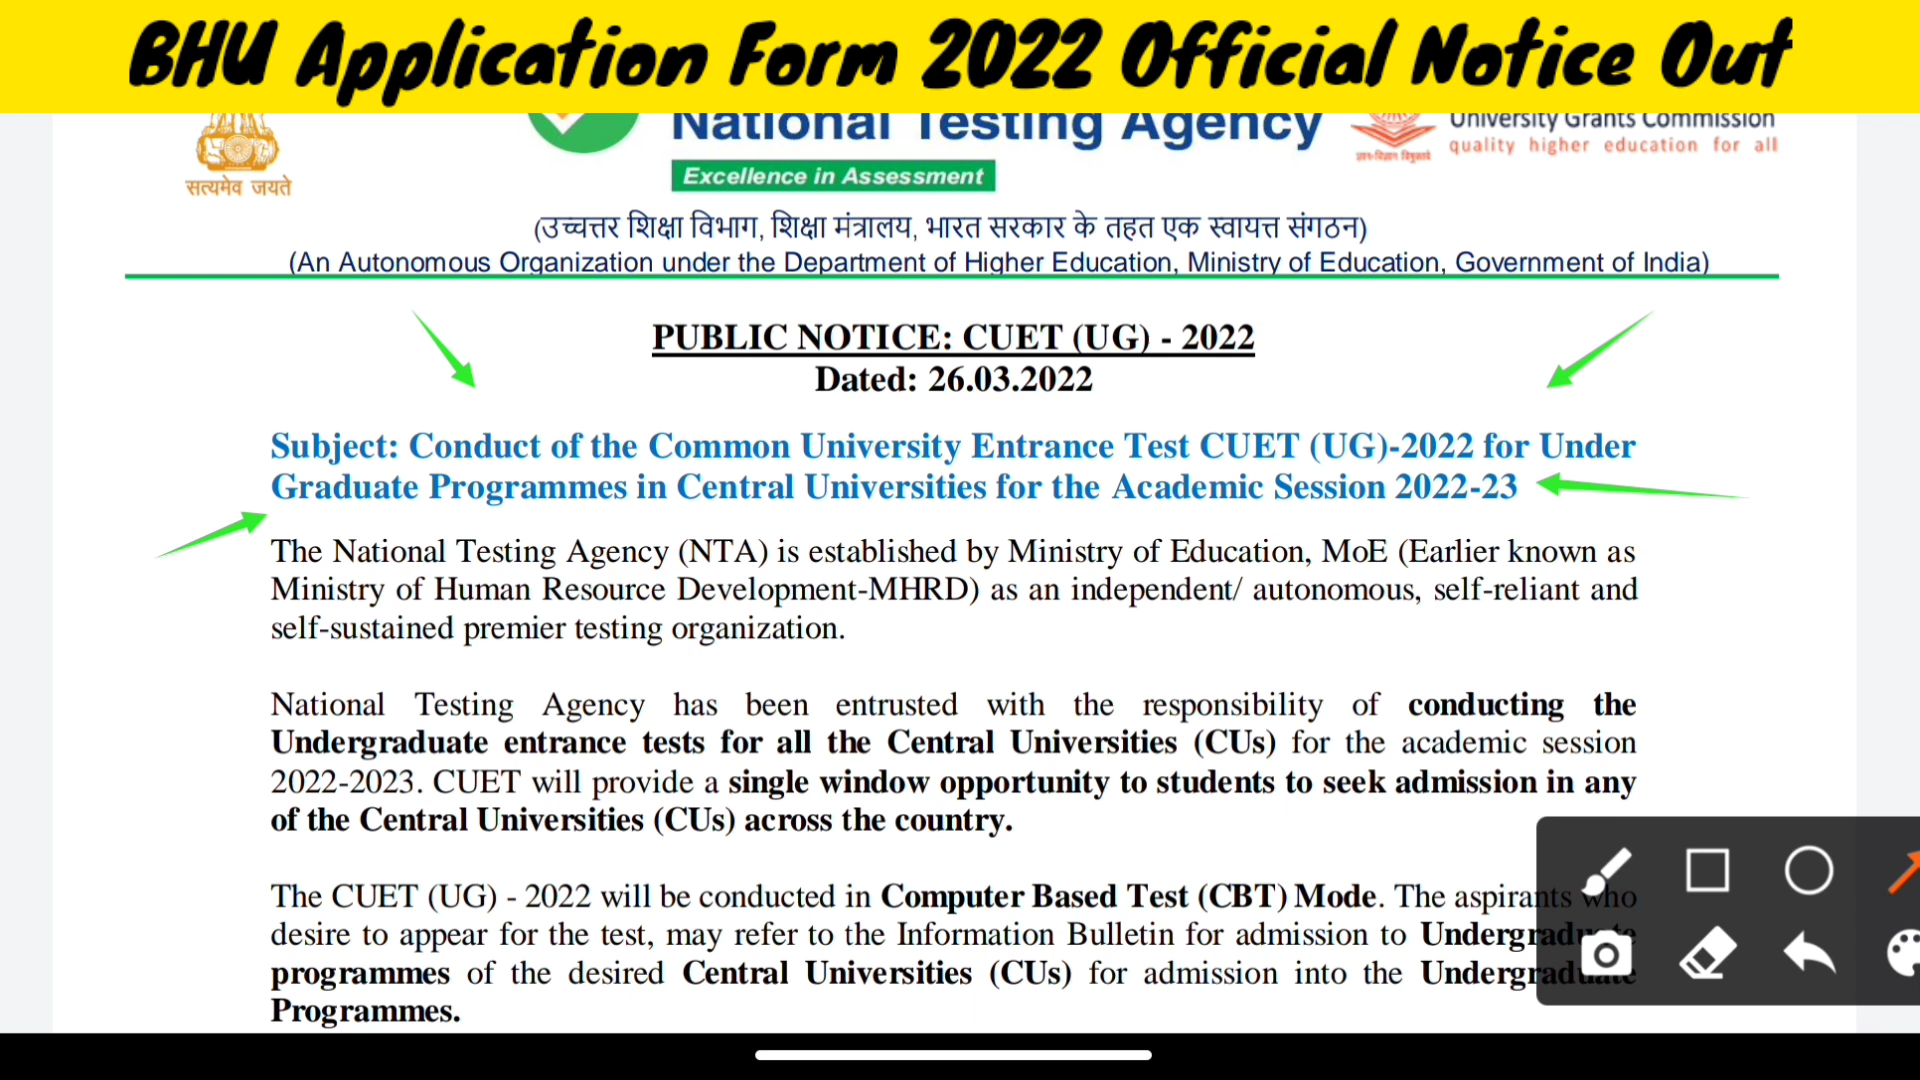 BHU Application Form 2022 Official Notice Out
National Testing Agency
University Grants Commission
quality higher education for all
Excellence in Assessment
सत्यमेव जयते
ज्ञान-विज्ञान विमुक्तये
(उच्चत्तर शिक्षा विभाग, शिक्षा मंत्रालय, भारत सरकार के तहत एक स्वायत्त संगठन)
(An Autonomous Organization under the Department of Higher Education, Ministry of Education, Government of India)
PUBLIC NOTICE: CUET (UG) - 2022
Dated: 26.03.2022
Subject: Conduct of the Common University Entrance Test CUET (UG)-2022 for Under
Graduate Programmes in Central Universities for the Academic Session 2022-23
The National Testing Agency (NTA) is established by Ministry of Education, MoE (Earlier known as
Ministry of Human Resource Development-MHRD) as an independent/ autonomous, self-reliant and
self-sustained premier testing organization.
National Testing Agency has been entrusted with the responsibility of conducting the
Undergraduate entrance tests for all the Central Universities (CUs) for the academic session
2022-2023. CUET will provide a single window opportunity to students to seek admission in any
of the Central Universities (CUs) across the country.
The CUET (UG) - 2022 will be conducted in Computer Based Test (CBT) Mode. The aspirants who
desire to appear for the test, may refer to the Information Bulletin for admission to Undergraduate
programmes of the desired Central Universities (CUs) for admission into the Undergraduate
Programmes.